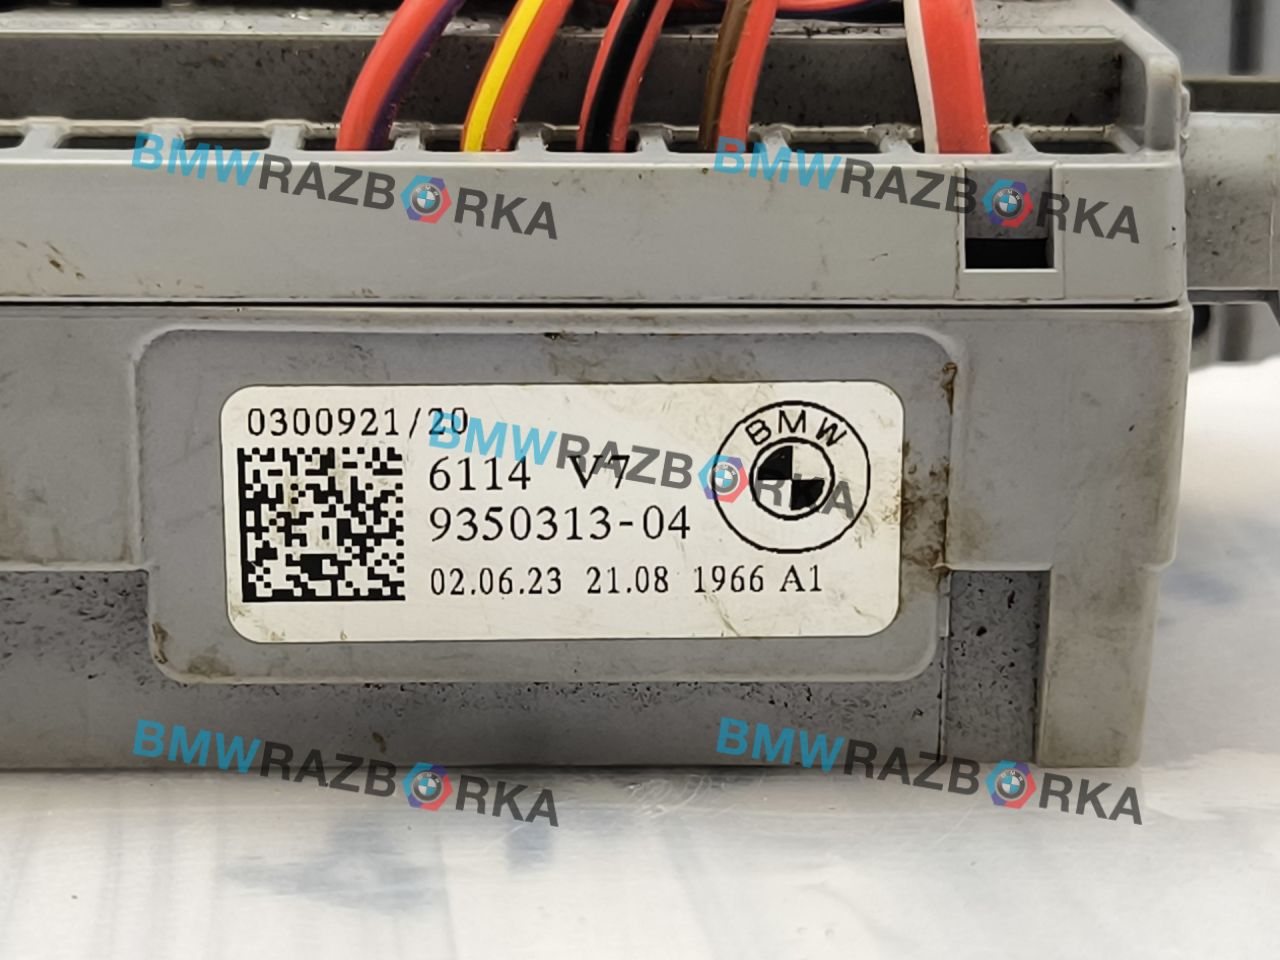 BMWRAZBORKA
BMWRAZBORKA
0300921/20
BMW
BMWRAZBORKA
6114 V7
9350313-04
02.06.23 21.08 1966 A1
BMWRAZBORKA
BMWRAZBORKA